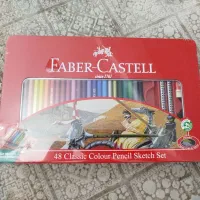 FABER-CASTELL
since 1761
48 Classic Colour Pencil Sketch Set